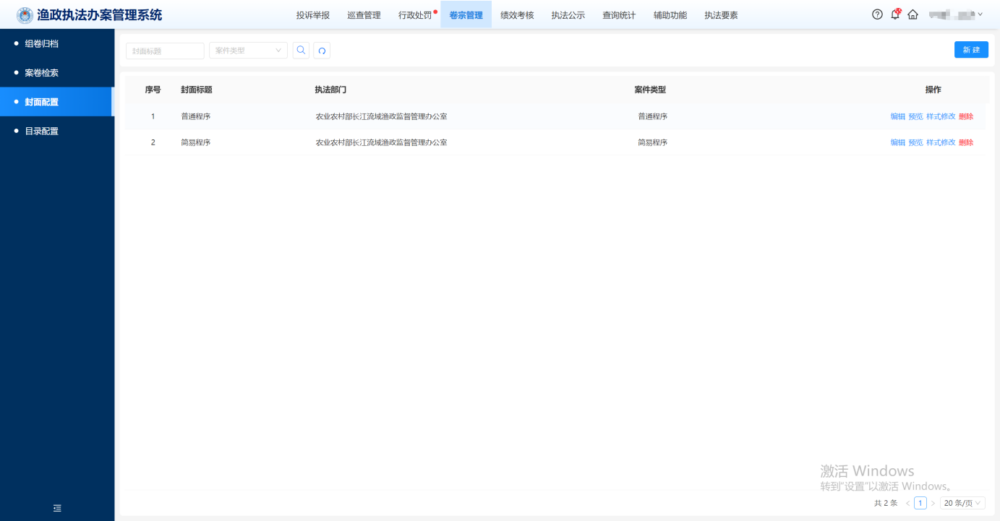 渔政执法办案管理系统
投诉举报 巡查管理 行政处罚 卷宗管理 绩效考核 执法公示 查询统计 辅助功能 执法要素
组卷归档
案卷检索
封面配置
目录配置
封面标题 案件类型 新 建
序号 封面标题 执法部门 案件类型 操作
1 普通程序 农业农村部长江流域渔政监督管理办公室 普通程序 编辑 预览 样式修改 删除
2 简易程序 农业农村部长江流域渔政监督管理办公室 简易程序 编辑 预览 样式修改 删除
激活 Windows
转到"设置"以激活 Windows。
共 2 条 < 1 > 20 条/页